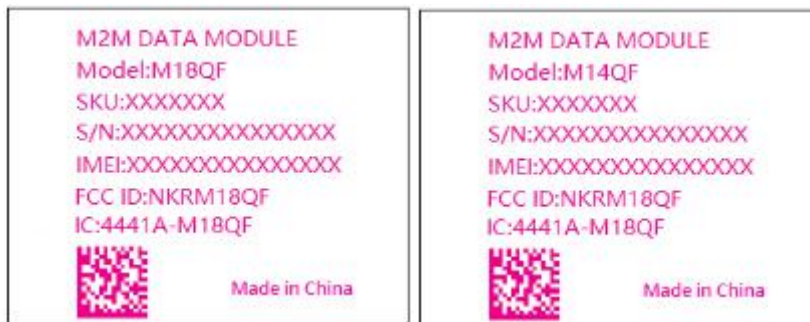 M2M DATA MODULE
Model:M18QF
SKU:XXXXXXX
S/N:XXXXXXXXXXXXXXX
IMEI:XXXXXXXXXXXXXXX
FCC ID:NKRM18QF
IC:4441A-M18QF
Made in China
M2M DATA MODULE
Model:M14QF
SKU:XXXXXXX
S/N:XXXXXXXXXXXXXXX
IMEI:XXXXXXXXXXXXXXX
FCC ID:NKRM18QF
IC:4441A-M18QF
Made in China